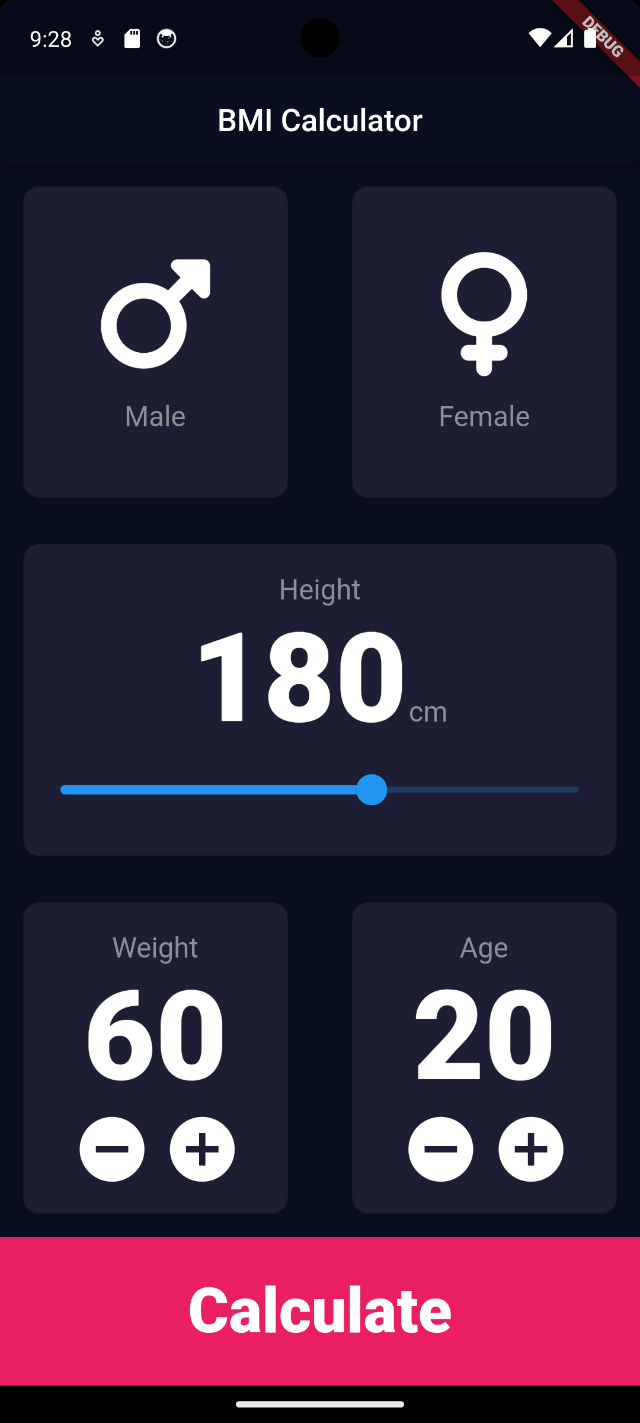 9:28
DEBUG
BMI Calculator
Male
Female
Height
180 cm
Weight
Age
60
20
Calculate